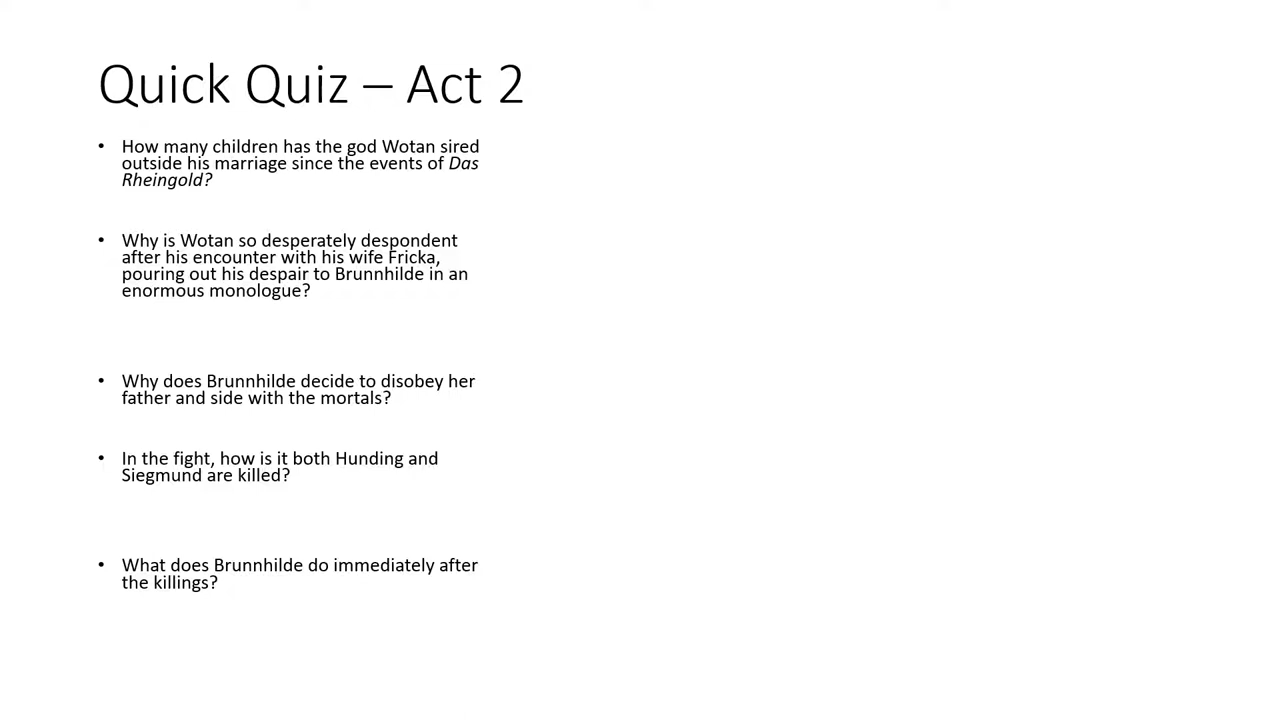 Quick Quiz – Act 2
• How many children has the god Wotan sired
outside his marriage since the events of Das
Rheingold?
• Why is Wotan so desperately despondent
after his encounter with his wife Fricka,
pouring out his despair to Brunnhilde in an
enormous monologue?
• Why does Brunnhilde decide to disobey her
father and side with the mortals?
• In the fight, how is it both Hunding and
Siegmund are killed?
• What does Brunnhilde do immediately after
the killings?